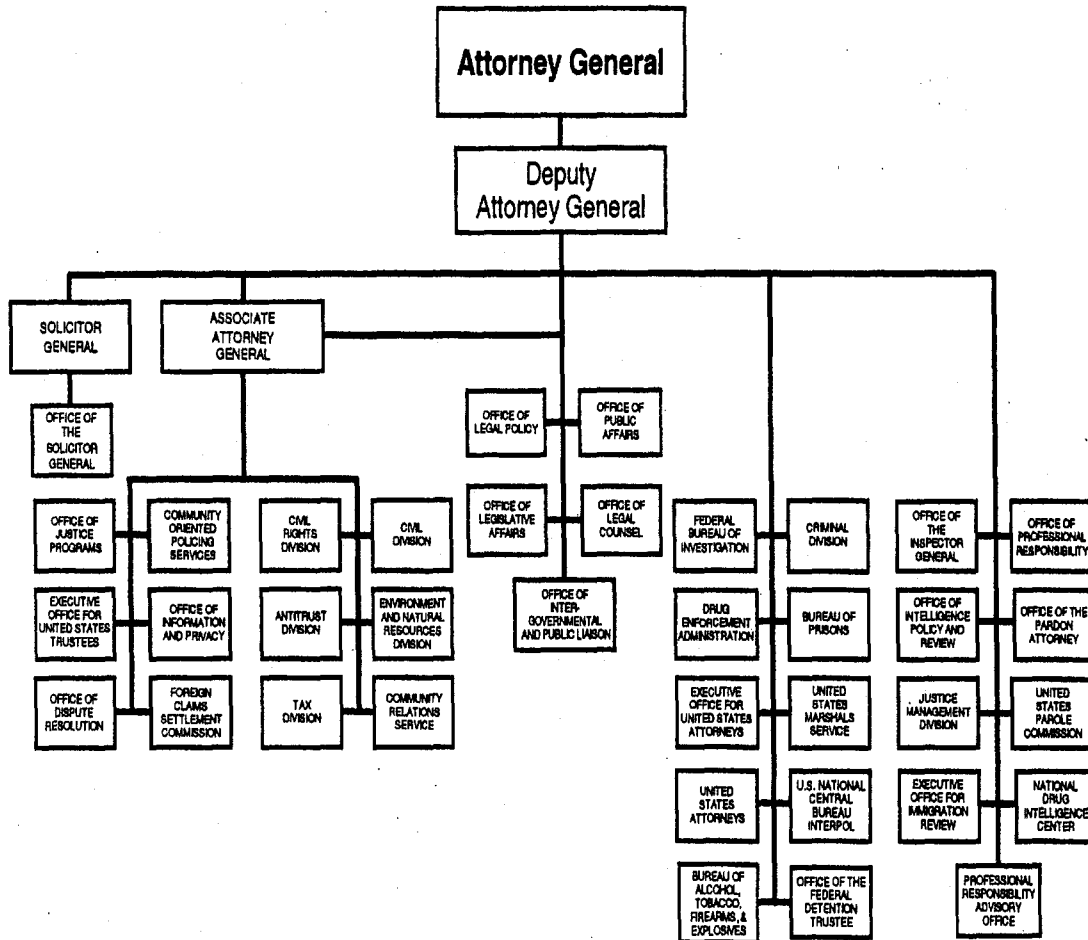 Attorney General
Deputy
Attorney General
SOLICITOR
GENERAL
ASSOCIATE
ATTORNEY
GENERAL
OFFICE OF
THE
SOLICITOR
GENERAL
OFFICE OF
LEGAL POLICY
OFFICE OF
PUBLIC
AFFAIRS
OFFICE OF
LEGISLATIVE
AFFAIRS
OFFICE OF
LEGAL
COUNSEL
OFFICE OF
INTER-
GOVERNMENTAL
AND PUBLIC LIAISON
OFFICE OF
JUSTICE
PROGRAMS
COMMUNITY
ORIENTED
POLICING
SERVICES
EXECUTIVE
OFFICE FOR
UNITED STATES
TRUSTEES
OFFICE OF
INFORMATION
AND PRIVACY
OFFICE OF
DISPUTE
RESOLUTION
FOREIGN
CLAIMS
SETTLEMENT
COMMISSION
CIVIL
RIGHTS
DIVISION
CIVIL
DIVISION
ANTITRUST
DIVISION
ENVIRONMENT
AND NATURAL
RESOURCES
DIVISION
TAX
DIVISION
COMMUNITY
RELATIONS
SERVICE
FEDERAL
BUREAU OF
INVESTIGATION
CRIMINAL
DIVISION
DRUG
ENFORCEMENT
ADMINISTRATION
BUREAU OF
PRISONS
EXECUTIVE
OFFICE FOR
UNITED STATES
ATTORNEYS
UNITED
STATES
MARSHALS
SERVICE
UNITED
STATES
ATTORNEYS
U.S. NATIONAL
CENTRAL
BUREAU
INTERPOL
BUREAU OF
ALCOHOL,
TOBACCO,
FIREARMS, &
EXPLOSIVES
OFFICE OF THE
FEDERAL
DETENTION
TRUSTEE
OFFICE OF
THE
INSPECTOR
GENERAL
OFFICE OF
PROFESSIONAL
RESPONSIBILITY
OFFICE OF
INTELLIGENCE
POLICY AND
REVIEW
OFFICE OF THE
PARDON
ATTORNEY
JUSTICE
MANAGEMENT
DIVISION
UNITED
STATES
PAROLE
COMMISSION
EXECUTIVE
OFFICE FOR
IMMIGRATION
REVIEW
NATIONAL
DRUG
INTELLIGENCE
CENTER
PROFESSIONAL
RESPONSIBILITY
ADVISORY
OFFICE